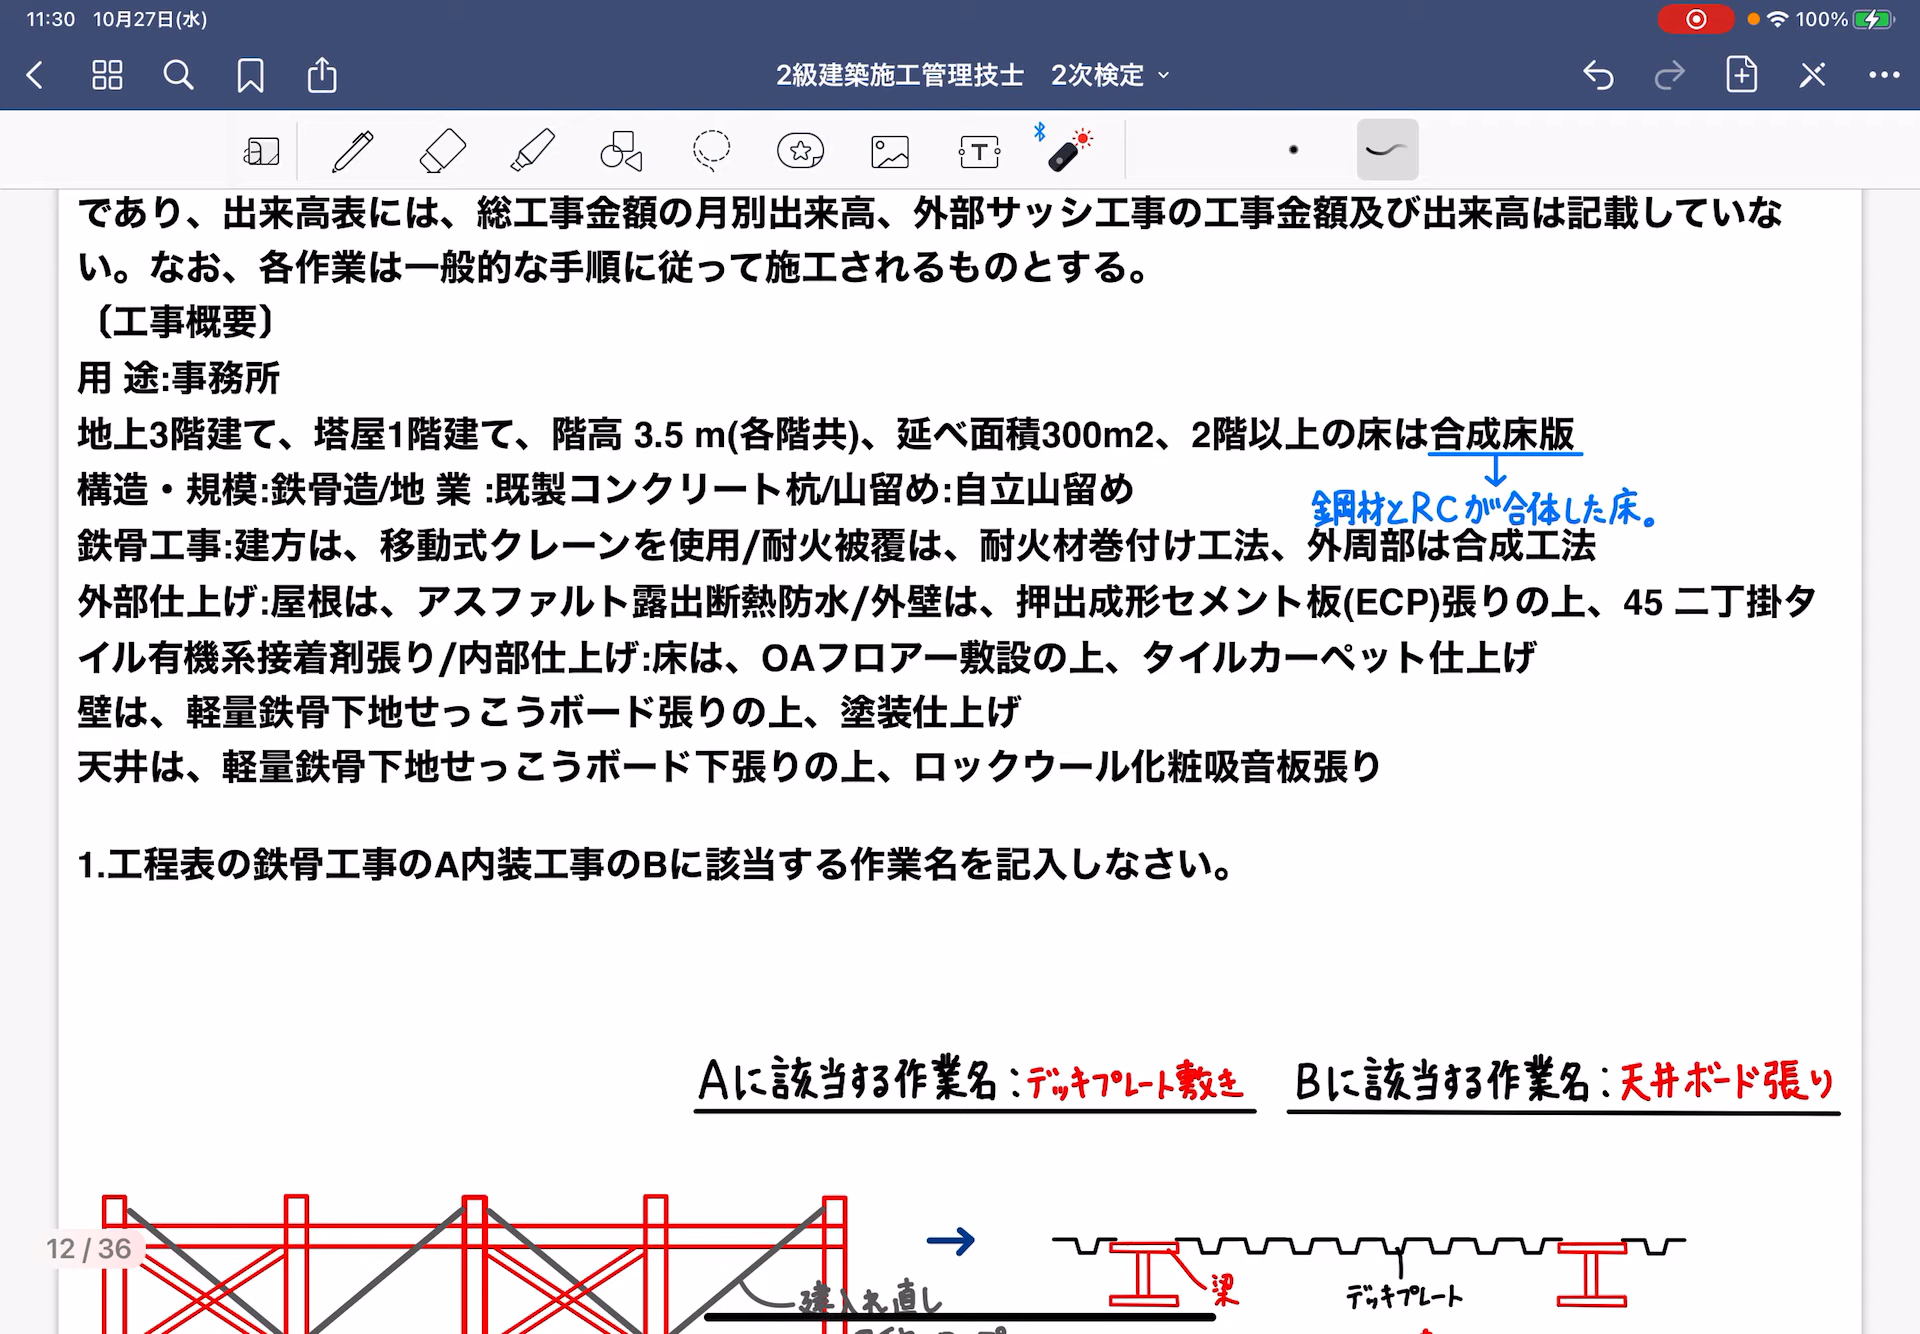 11:30 10月27日(水)
100%
2級建築施工管理技士 2次検定
であり、出来高表には、総工事金額の月別出来高、外部サッシ工事の工事金額及び出来高は記載していな
い。なお、各作業は一般的な手順に従って施工されるものとする。
〔工事概要〕
用 途:事務所
地上3階建て、塔屋1階建て、階高 3.5 m(各階共)、延べ面積300m2、2階以上の床は合成床版
構造・規模:鉄骨造/地 業 :既製コンクリート杭/山留め:自立山留め
鋼材とRCが合体した床。
鉄骨工事:建方は、移動式クレーンを使用/耐火被覆は、耐火材巻付け工法、外周部は合成工法
外部仕上げ:屋根は、アスファルト露出断熱防水/外壁は、押出成形セメント板(ECP)張りの上、45 二丁掛タ
イル有機系接着剤張り/内部仕上げ:床は、OAフロアー敷設の上、タイルカーペット仕上げ
壁は、軽量鉄骨下地せっこうボード張りの上、塗装仕上げ
天井は、軽量鉄骨下地せっこうボード下張りの上、ロックウール化粧吸音板張り
1.工程表の鉄骨工事のA内装工事のBに該当する作業名を記入しなさい。
Aに該当する作業名:デッキプレート敷き Bに該当する作業名:天井ボード張り
12 / 36
建入れ直し
梁
デッキプレート